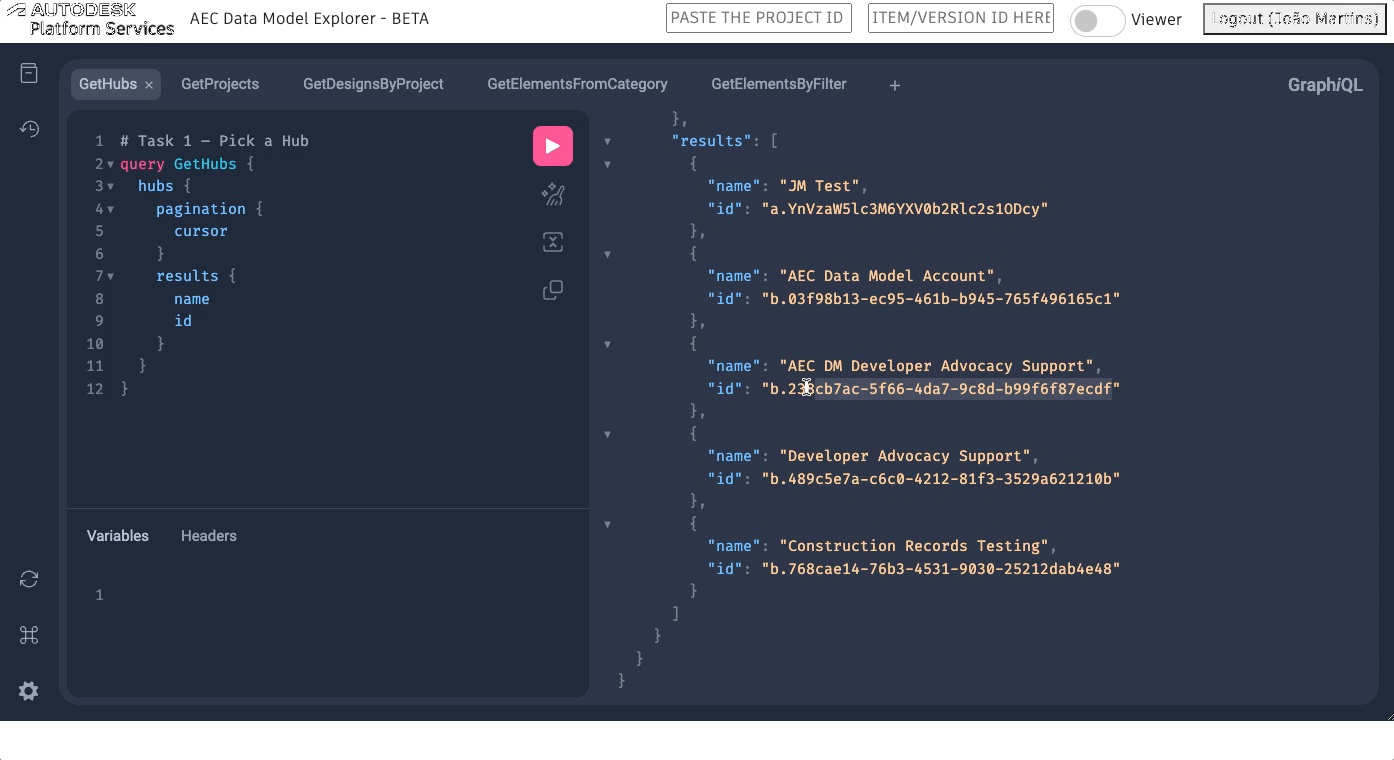 AUTODESK
Platform Services
AEC Data Model Explorer - BETA
PASTE THE PROJECT ID
ITEM/VERSION ID HERE
Viewer
Logout (João Martins)
GetHubs ×
GetProjects
GetDesignsByProject
GetElementsFromCategory
GetElementsByFilter
+
GraphiQL
1 # Task 1 – Pick a Hub
2 query GetHubs {
3 hubs {
4 pagination {
5 cursor
6 }
7 results {
8 name
9 id
10 }
11 }
12 }
Variables
Headers
1
},
"results": [
{
"name": "JM Test",
"id": "a.YnVzaW5lc3M6YXV0b2Rlc2s1ODcy"
},
{
"name": "AEC Data Model Account",
"id": "b.03f98b13-ec95-461b-b945-765f496165c1"
},
{
"name": "AEC DM Developer Advocacy Support",
"id": "b.238cb7ac-5f66-4da7-9c8d-b99f6f87ecdf"
},
{
"name": "Developer Advocacy Support",
"id": "b.489c5e7a-c6c0-4212-81f3-3529a621210b"
},
{
"name": "Construction Records Testing",
"id": "b.768cae14-76b3-4531-9030-25212dab4e48"
}
]
}
}
}